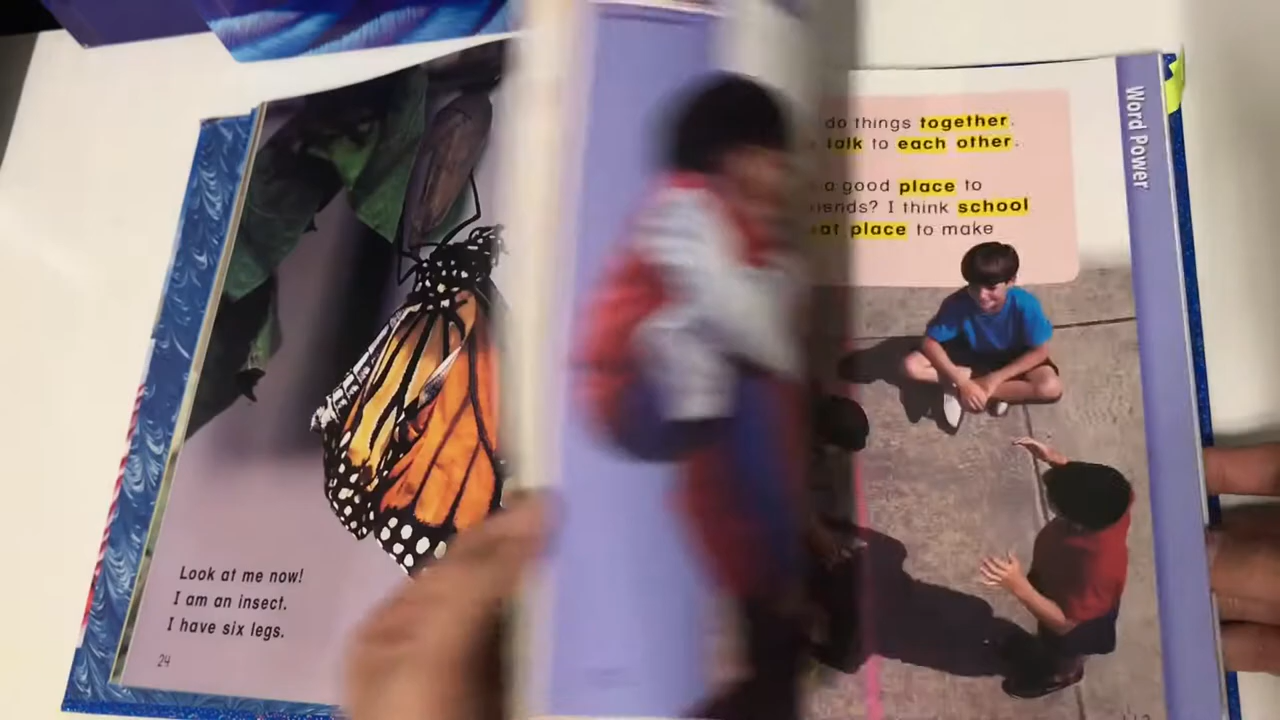 Look at me now!
I am an insect.
I have six legs.
24
do things together.
talk to each other.
a good place to
? I think school
place to make
Word Power